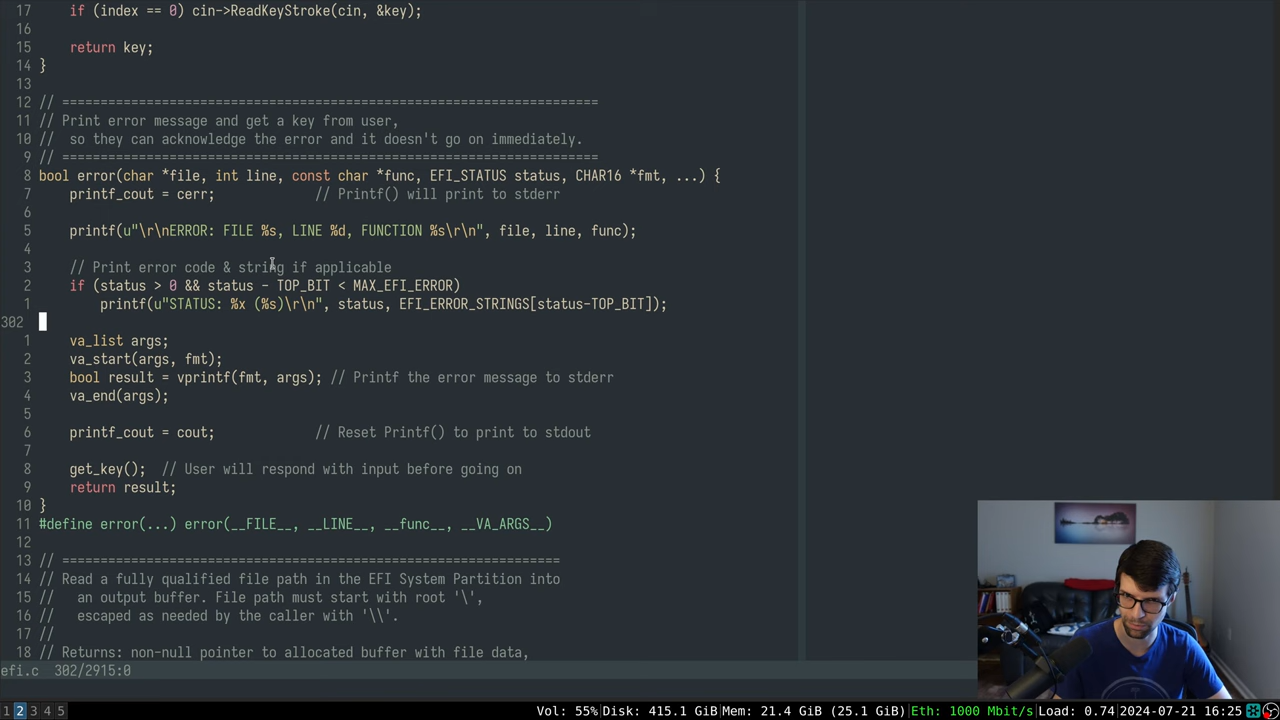 17     if (index == 0) cin->ReadKeyStroke(cin, &key);
16
15     return key;
14 }
13
12 // ======================================================================
11 // Print error message and get a key from user,
10 //  so they can acknowledge the error and it doesn't go on immediately.
9 // ======================================================================
8 bool error(char *file, int line, const char *func, EFI_STATUS status, CHAR16 *fmt, ...) {
7     printf_cout = cerr;             // Printf() will print to stderr
6
5     printf(u"\r\nERROR: FILE %s, LINE %d, FUNCTION %s\r\n", file, line, func);
4
3     // Print error code & string if applicable
2     if (status > 0 && status - TOP_BIT < MAX_EFI_ERROR)
1         printf(u"STATUS: %x (%s)\r\n", status, EFI_ERROR_STRINGS[status-TOP_BIT]);
302
1     va_list args;
2     va_start(args, fmt);
3     bool result = vprintf(fmt, args); // Printf the error message to stderr
4     va_end(args);
5
6     printf_cout = cout;             // Reset Printf() to print to stdout
7
8     get_key();  // User will respond with input before going on
9     return result;
10 }
11 #define error(...) error(__FILE__, __LINE__, __func__, __VA_ARGS__)
12
13 // =================================================================
14 // Read a fully qualified file path in the EFI System Partition into
15 //   an output buffer. File path must start with root '\',
16 //   escaped as needed by the caller with '\\'.
17 //
18 // Returns: non-null pointer to allocated buffer with file data,
efi.c  302/2915:0
1 2 3 4 5 Vol: 55%|Disk: 415.1 GiB|Mem: 21.4 GiB (25.1 GiB)|Eth: 1000 Mbit/s|Load: 0.74|2024-07-21 16:25